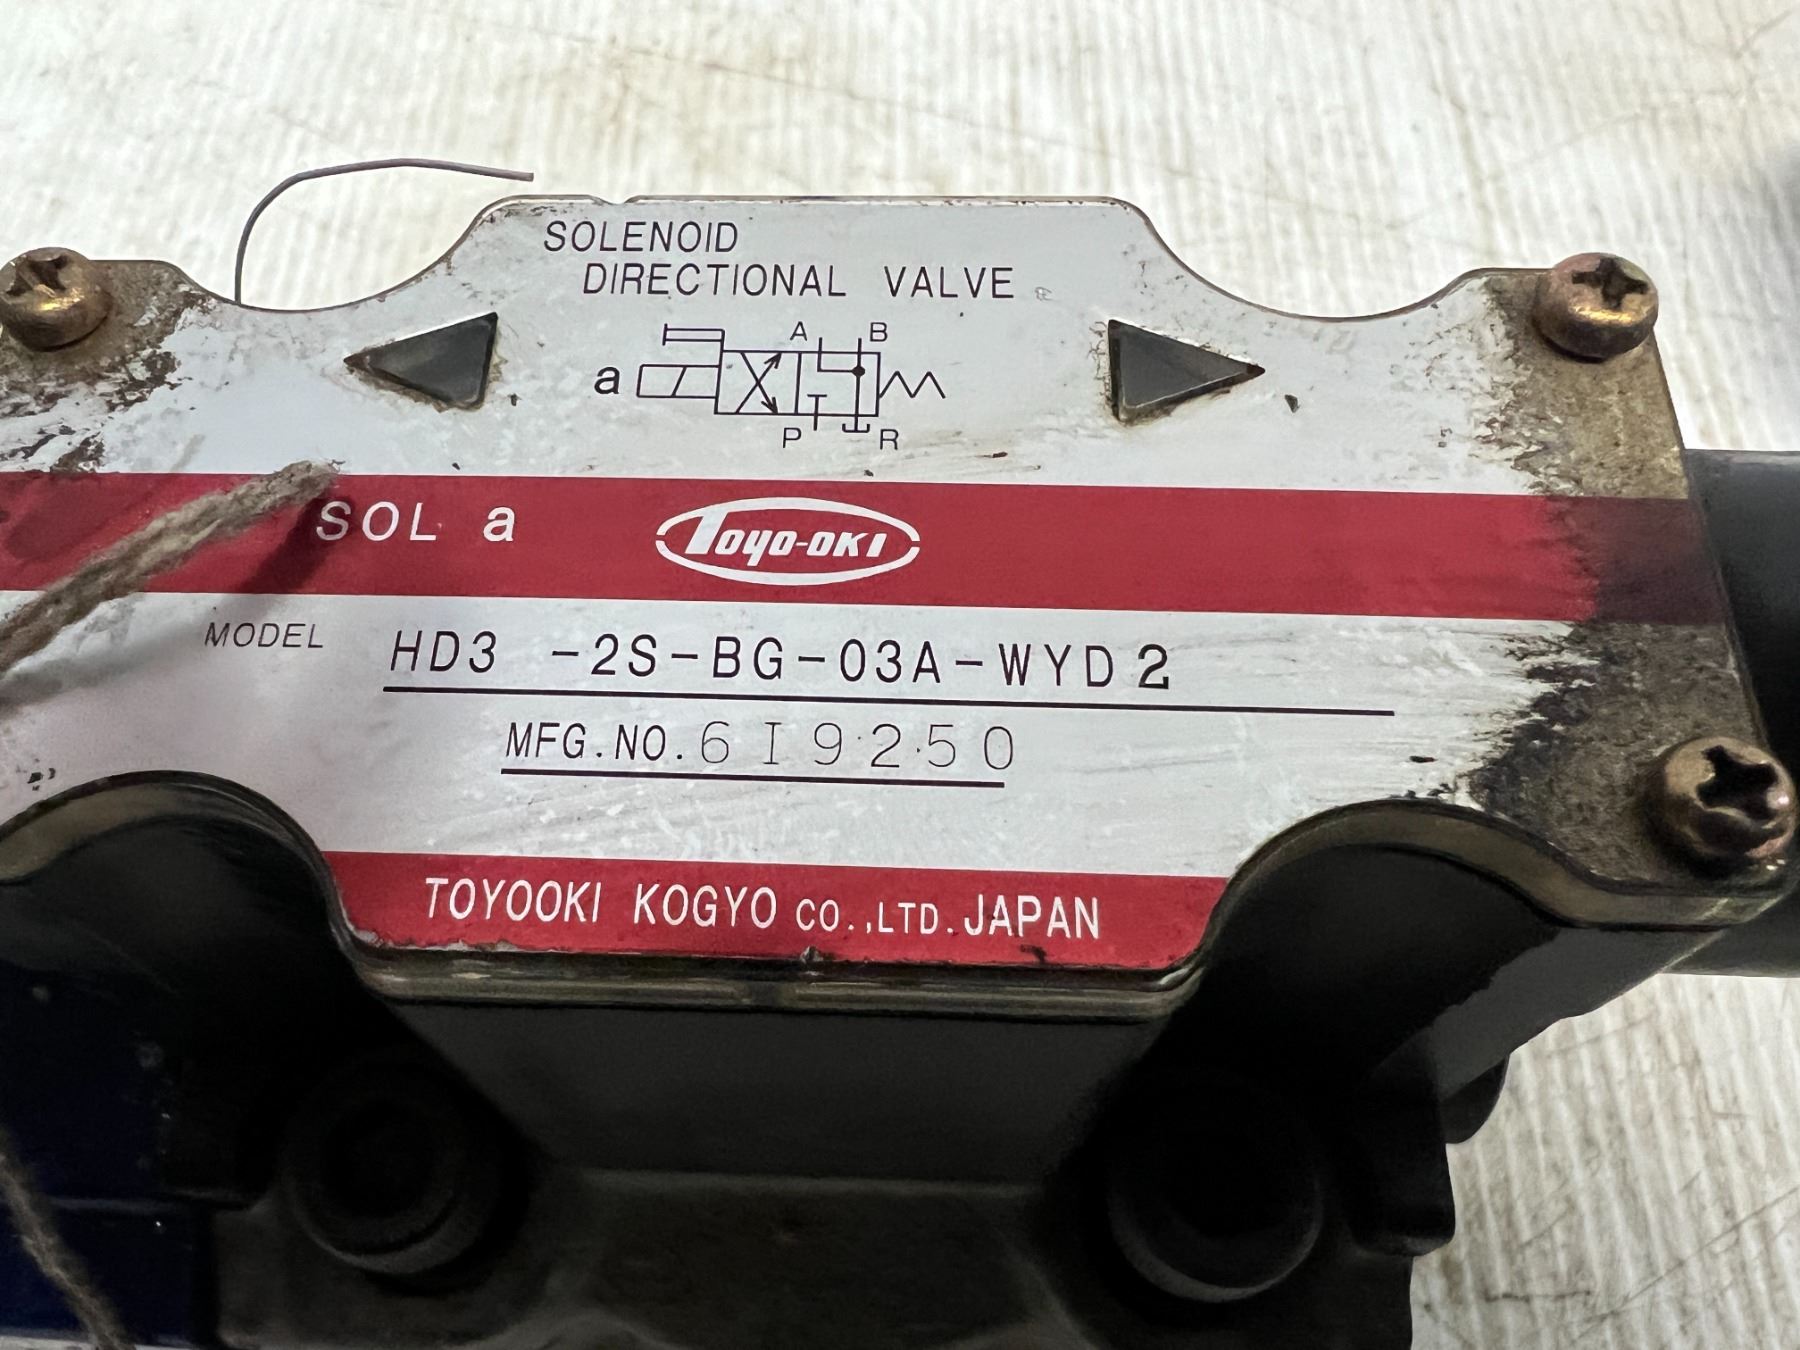 SOLENOID
DIRECTIONAL VALVE
A B
a
P R
SOL a Toyo-OKI
MODEL HD3 -2S-BG-03A-WYD2
MFG.NO. 6I9250
TOYOOKI KOGYO CO.,LTD. JAPAN